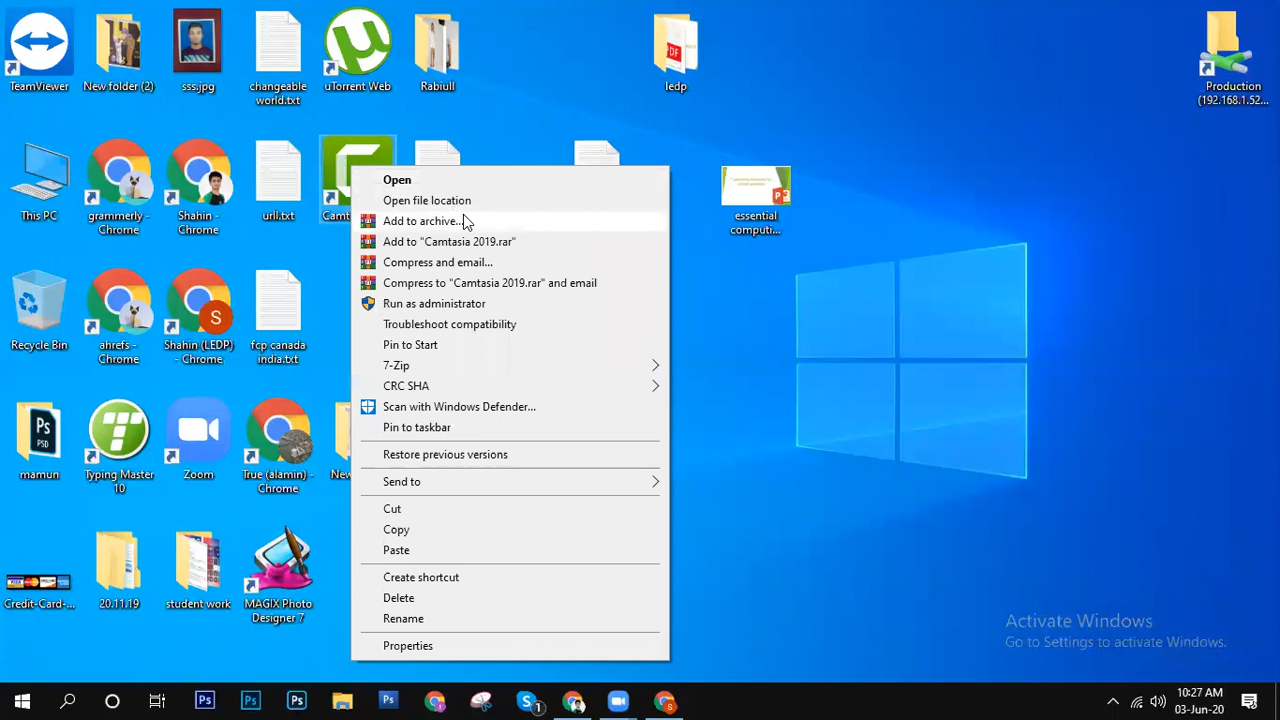 TeamViewer
New folder (2)
sss.jpg
changeable
world.txt
uTorrent Web
Rabiull
PDF
ledp
Production
(192.168.1.52...
This PC
grammerly -
Chrome
Shahin -
Chrome
urll.txt
essential
computi...
Open
Open file location
Add to archive...
Add to "Camtasia 2019.rar"
Compress and email...
Compress to "Camtasia 2019.rar" and email
Run as administrator
Troubleshoot compatibility
Pin to Start
7-Zip
CRC SHA
Scan with Windows Defender...
Pin to taskbar
Restore previous versions
Send to
Cut
Copy
Paste
Create shortcut
Delete
Rename
Properties
Recycle Bin
ahrefs -
Chrome
S
Shahin (LEDP)
- Chrome
fcp canada
india.txt
Ps
PSD
mamun
Typing Master
10
Zoom
True (alamin) -
Chrome
Credit-Card-...
20.11.19
student work
MAGIX Photo
Designer 7
Activate Windows
Go to Settings to activate Windows.
10:27 AM
03-Jun-20